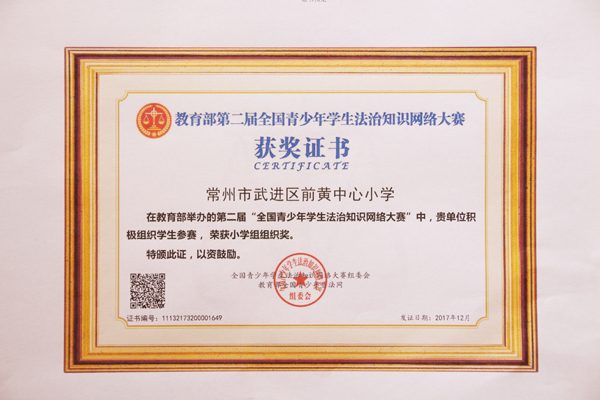 教育部第二届全国青少年学生法治知识网络大赛
获奖证书
CERTIFICATE
常州市武进区前黄中心小学
在教育部举办的第二届“全国青少年学生法治知识网络大赛”中，贵单位积
极组织学生参赛，荣获小学组组织奖。
特颁此证，以资鼓励。
全国青少年学生法治知识网络大赛组委会
教育部全国青少年普法网
组委会
证书编号：11132173200001649
发证日期：2017年12月